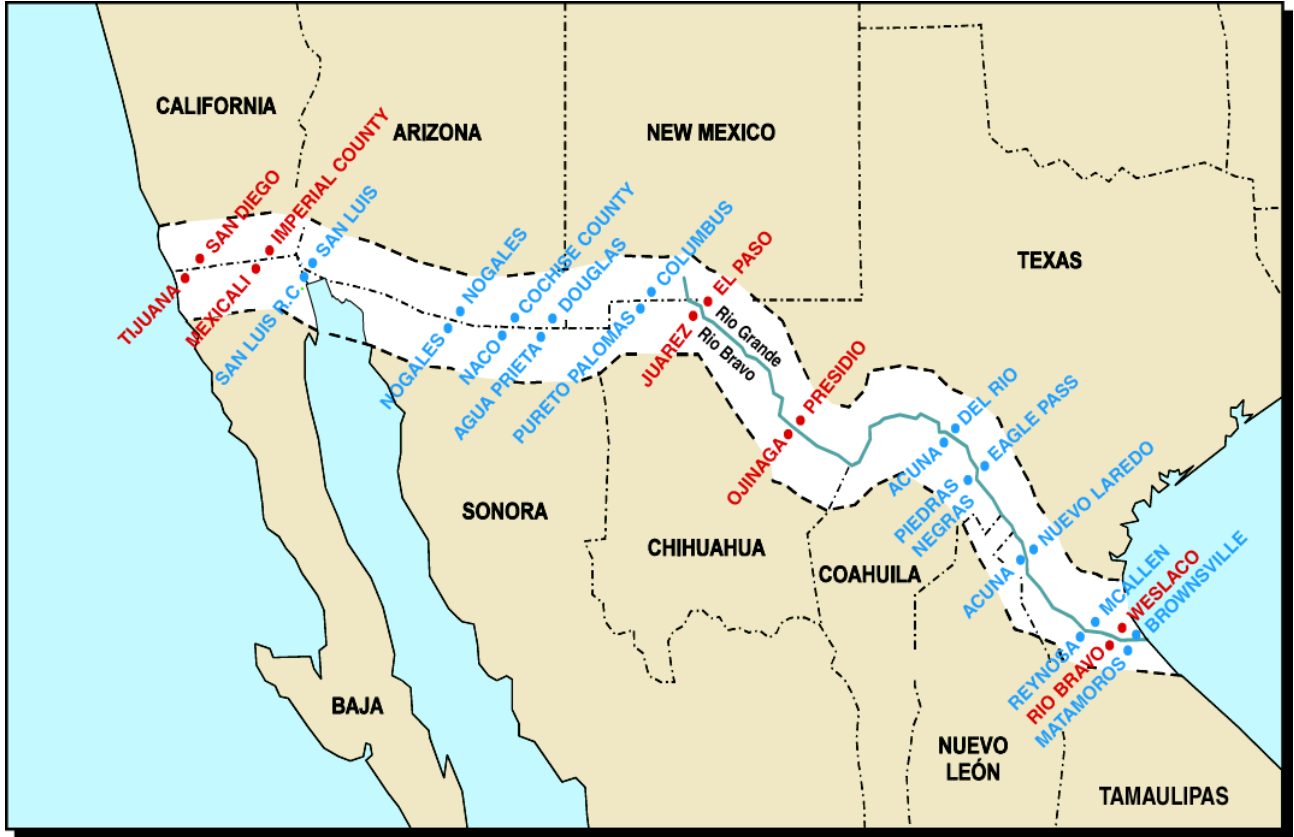 CALIFORNIA
ARIZONA
NEW MEXICO
TEXAS
SAN DIEGO
IMPERIAL COUNTY
SAN LUIS
TIJUANA
MEXICALI
SAN LUIS R.C.
NOGALES
COCHISE COUNTY
DOUGLAS
COLUMBUS
EL PASO
NOGALES
NACO
AGUA PRIETA
PURETO PALOMAS
JUAREZ
Rio Grande
Rio Bravo
PRESIDIO
OJINAGA
DEL RIO
EAGLE PASS
ACUNA
PIEDRAS
NEGRAS
NUEVO LAREDO
ACUNA
MCALLEN
WESLACO
BROWNSVILLE
REYNOSA
RIO BRAVO
MATAMOROS
SONORA
CHIHUAHUA
COAHUILA
BAJA
NUEVO
LEÓN
TAMAULIPAS